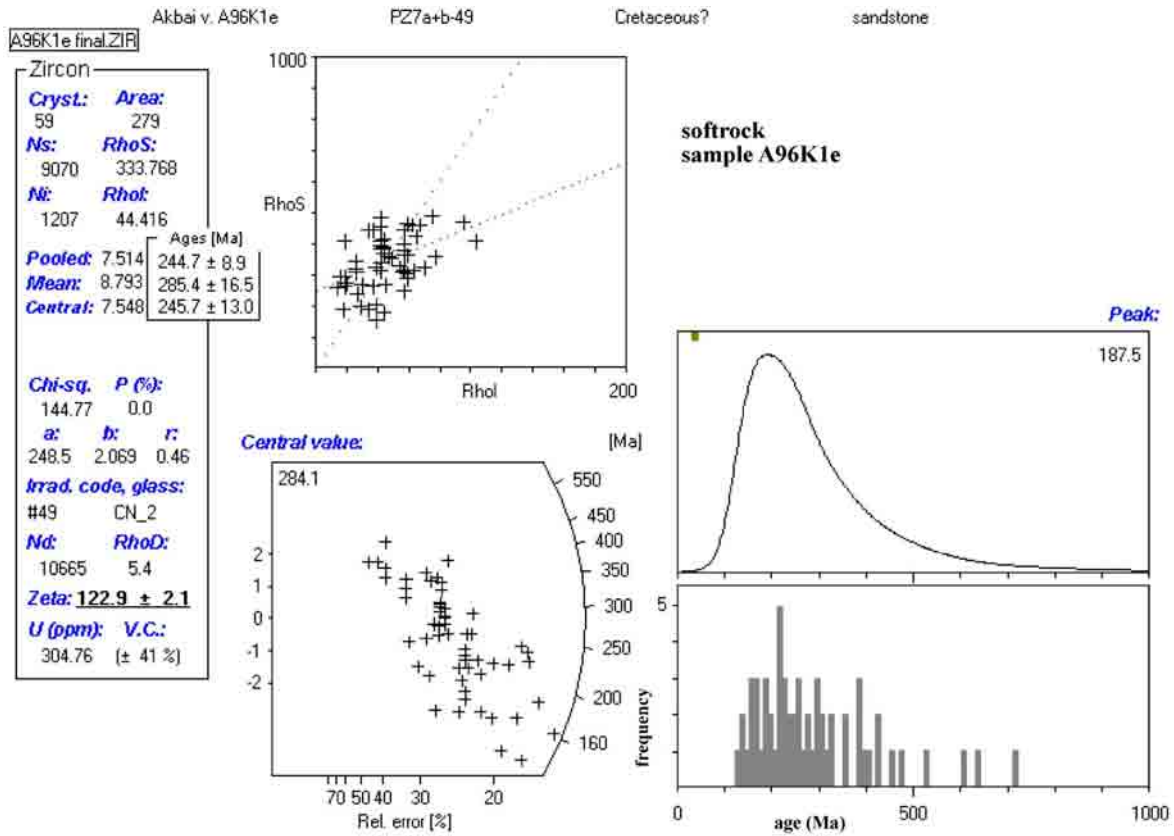 Akbai v. A96K1e PZ7a+b-49 Cretaceous? sandstone
A96K1e final.ZIR
Zircon
Cryst.: Area:
59 279
Ns: RhoS:
9070 333.768
Ni: RhoI:
1207 44.416
Ages [Ma]
Pooled: 7.514 244.7 ± 8.9
Mean: 8.793 285.4 ± 16.5
Central: 7.548 245.7 ± 13.0
Chi-sq. P (%):
144.77 0.0
a: b: r:
248.5 2.069 0.46
Irrad. code, glass:
#49 CN_2
Nd: RhoD:
10665 5.4
Zeta: 122.9 ± 2.1
U (ppm): V.C.:
304.76 (± 41 %)
1000
RhoS
RhoI 200
softrock
sample A96K1e
Central value: [Ma]
284.1
550
450
400
350
300
250
200
160
2
1
0
-1
-2
70 50 40 30 20
Rel. error [%]
Peak:
187.5
5
frequency
0 500 1000
age (Ma)